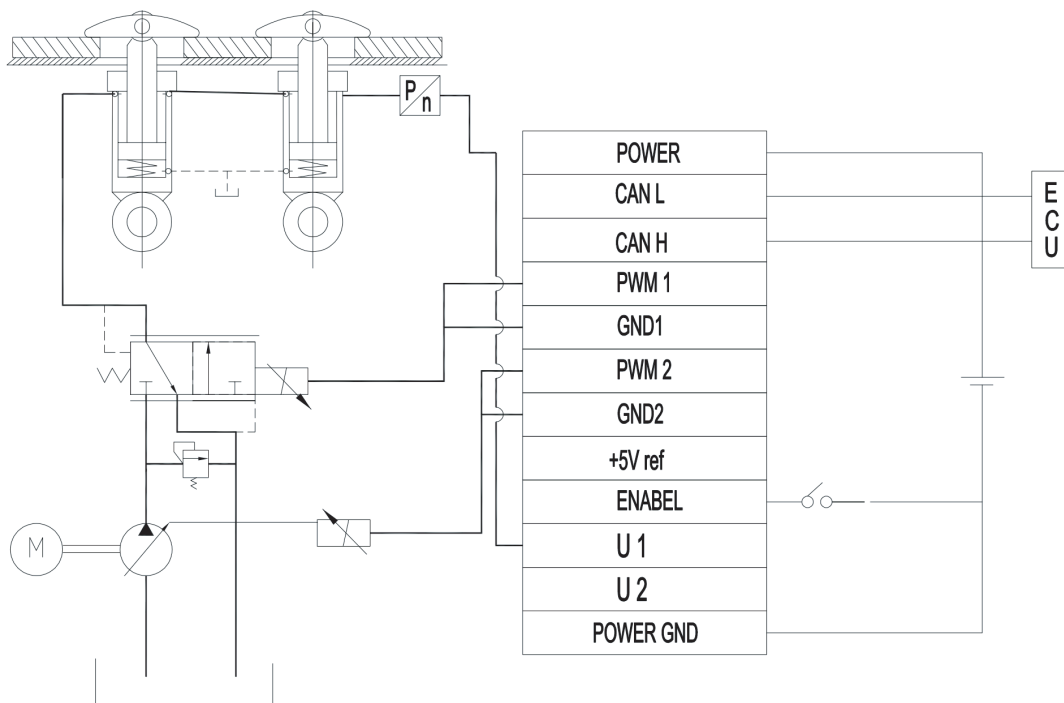 P
n
POWER
CAN L
CAN H
PWM 1
GND1
PWM 2
GND2
+5V ref
ENABEL
U 1
U 2
POWER GND
E
C
U
M